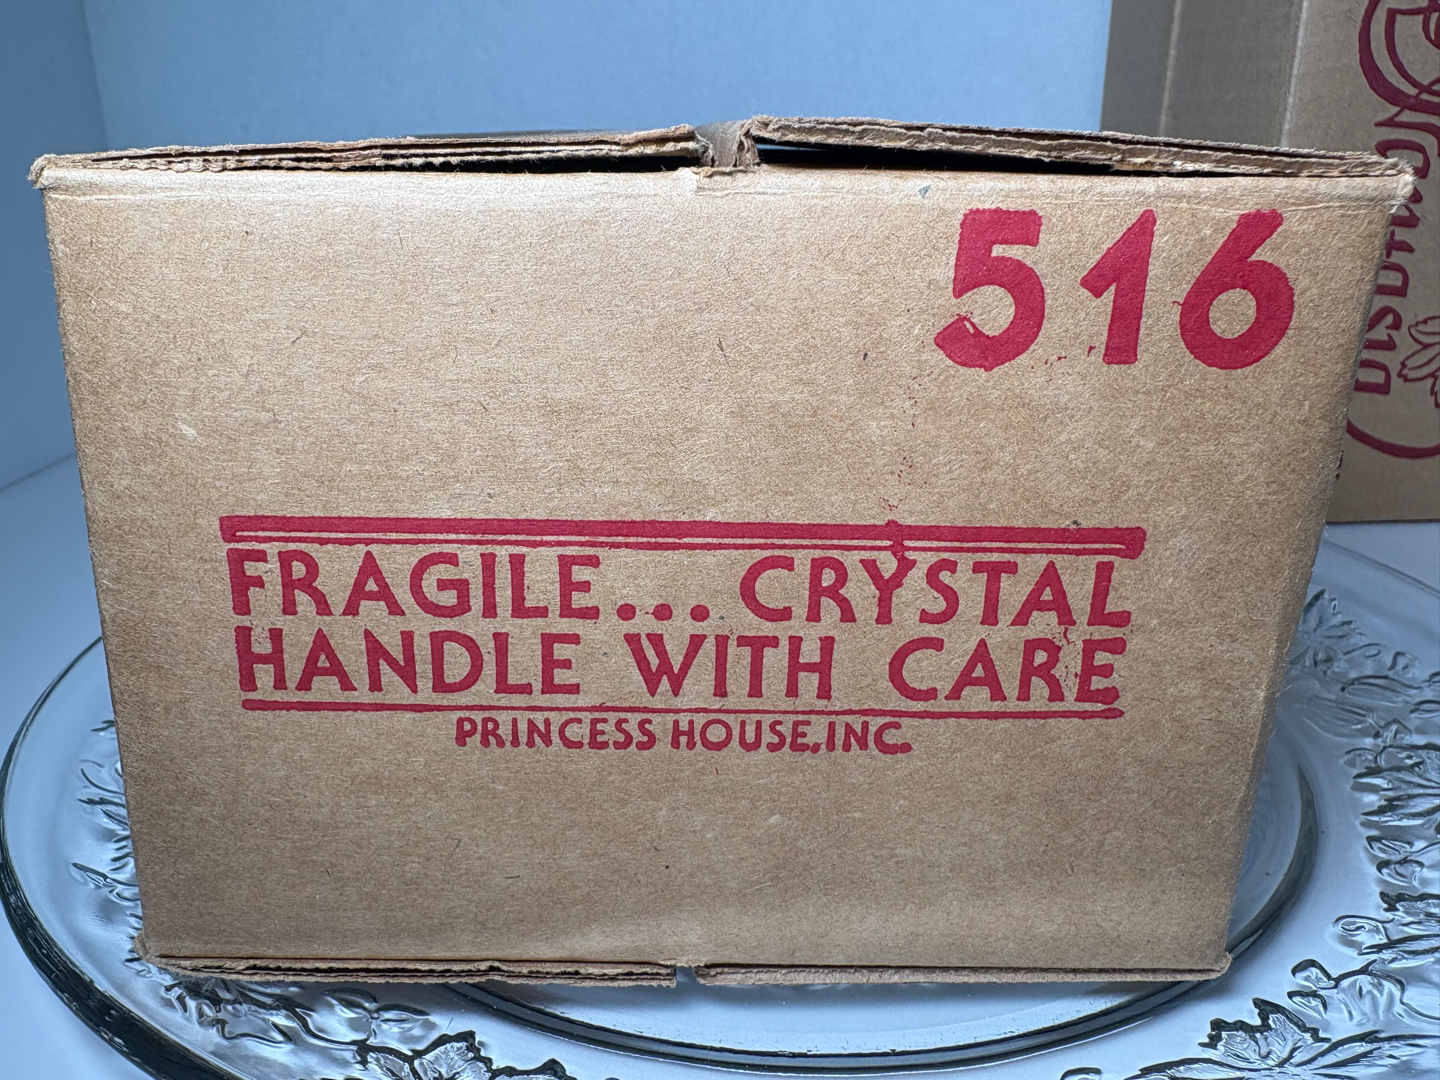 516
FRAGILE... CRYSTAL
HANDLE WITH CARE
PRINCESS HOUSE, INC.